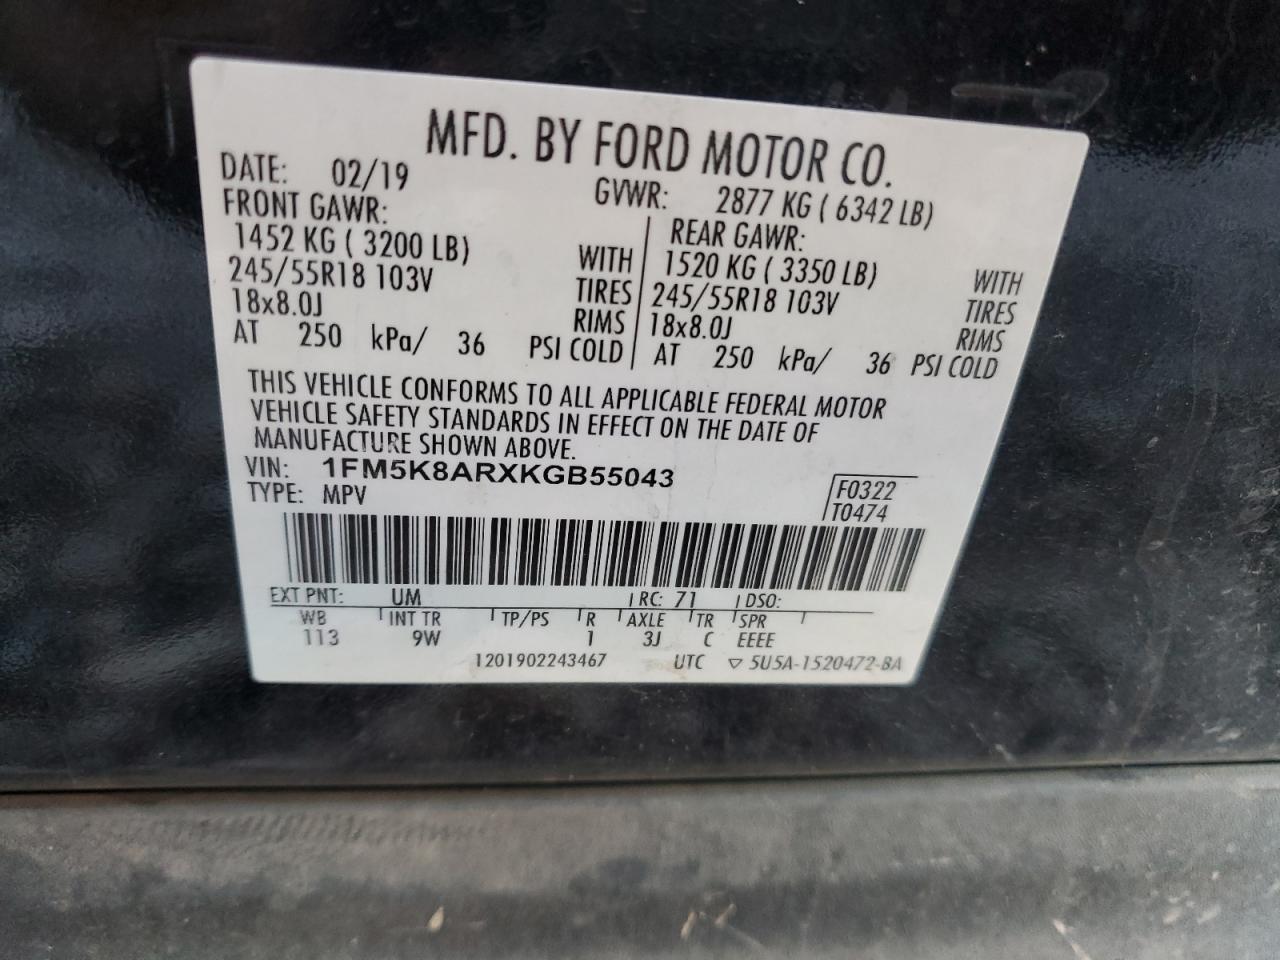 MFD. BY FORD MOTOR CO.
DATE: 02/19 GVWR: 2877 KG ( 6342 LB)
FRONT GAWR: REAR GAWR:
1452 KG ( 3200 LB) WITH 1520 KG ( 3350 LB) WITH
245/55R18 103V TIRES 245/55R18 103V TIRES
18x8.0J RIMS 18x8.0J RIMS
AT 250 kPa/ 36 PSI COLD AT 250 kPa/ 36 PSI COLD
THIS VEHICLE CONFORMS TO ALL APPLICABLE FEDERAL MOTOR
VEHICLE SAFETY STANDARDS IN EFFECT ON THE DATE OF
MANUFACTURE SHOWN ABOVE.
VIN: 1FM5K8ARXKGB55043
TYPE: MPV F0322
T0474
EXT PNT: UM RC: 71 DSO:
WB INT TR TP/PS R AXLE TR SPR
113 9W 1 3J C EEEE
1201902243467 UTC ▽ 5U5A-1520472-BA